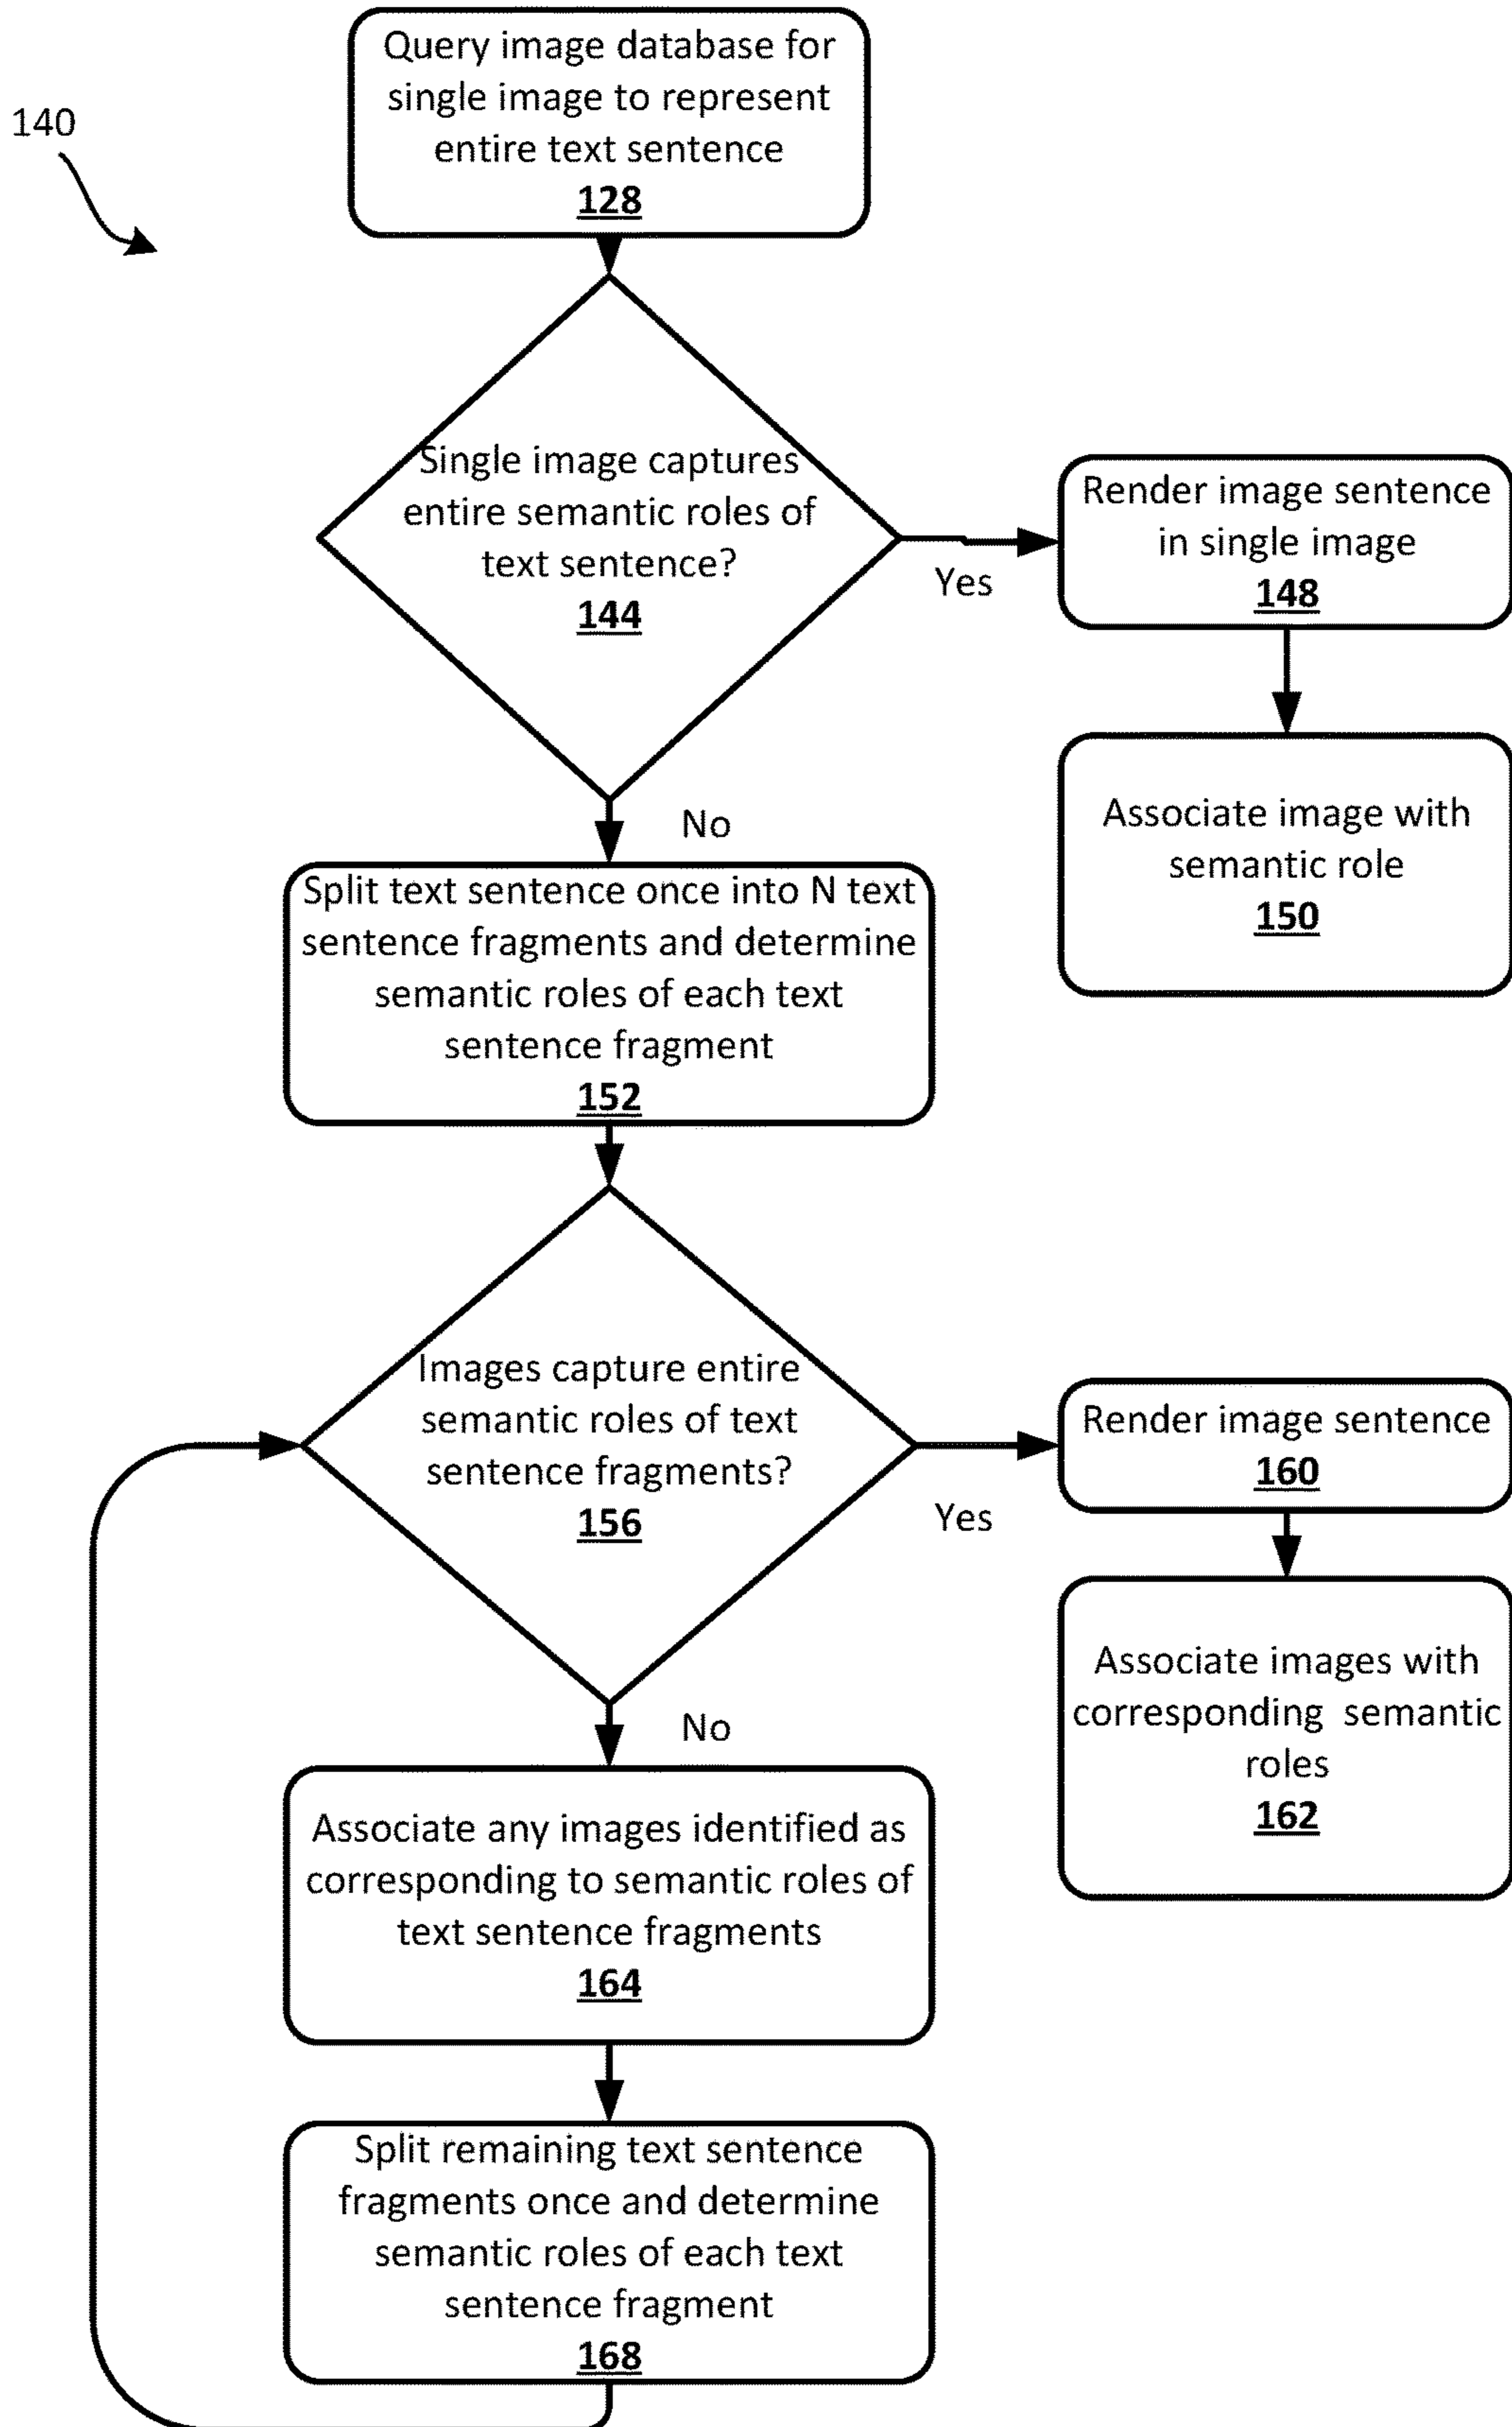 140
Query image database for
single image to represent
entire text sentence
128
Single image captures
entire semantic roles of
text sentence?
144
Yes
Render image sentence
in single image
148
Associate image with
semantic role
150
No
Split text sentence once into N text
sentence fragments and determine
semantic roles of each text
sentence fragment
152
Images capture entire
semantic roles of text
sentence fragments?
156
Yes
Render image sentence
160
Associate images with
corresponding semantic
roles
162
No
Associate any images identified as
corresponding to semantic roles of
text sentence fragments
164
Split remaining text sentence
fragments once and determine
semantic roles of each text
sentence fragment
168